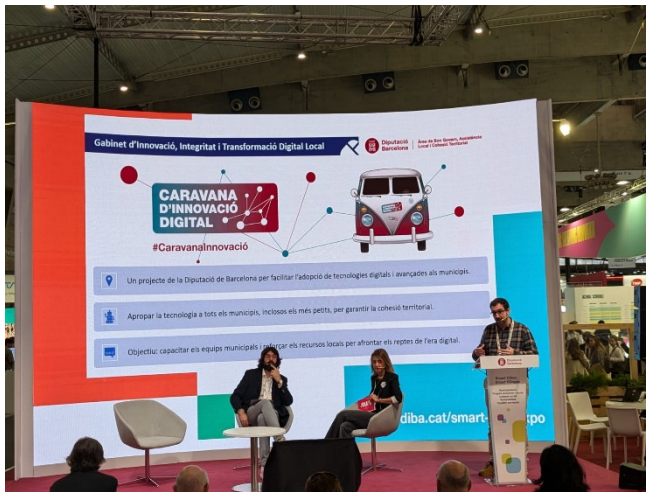 Gabinet d'Innovació, Integritat i Transformació Digital Local
Diputació
Barcelona
Àrea de Bon Govern, Assistència
Local i Cohesió Territorial
CARAVANA
D'INNOVACIÓ
DIGITAL
#CaravanaInnovació
Un projecte de la Diputació de Barcelona per facilitar l'adopció de tecnologies digitals i avançades als municipis.
Apropar la tecnologia a tots els municipis, inclosos els més petits, per garantir la cohesió territorial.
Objectiu: capacitar els equips municipals i reforçar els recursos locals per afrontar els reptes de l'era digital.
diba.cat/smart- xpo